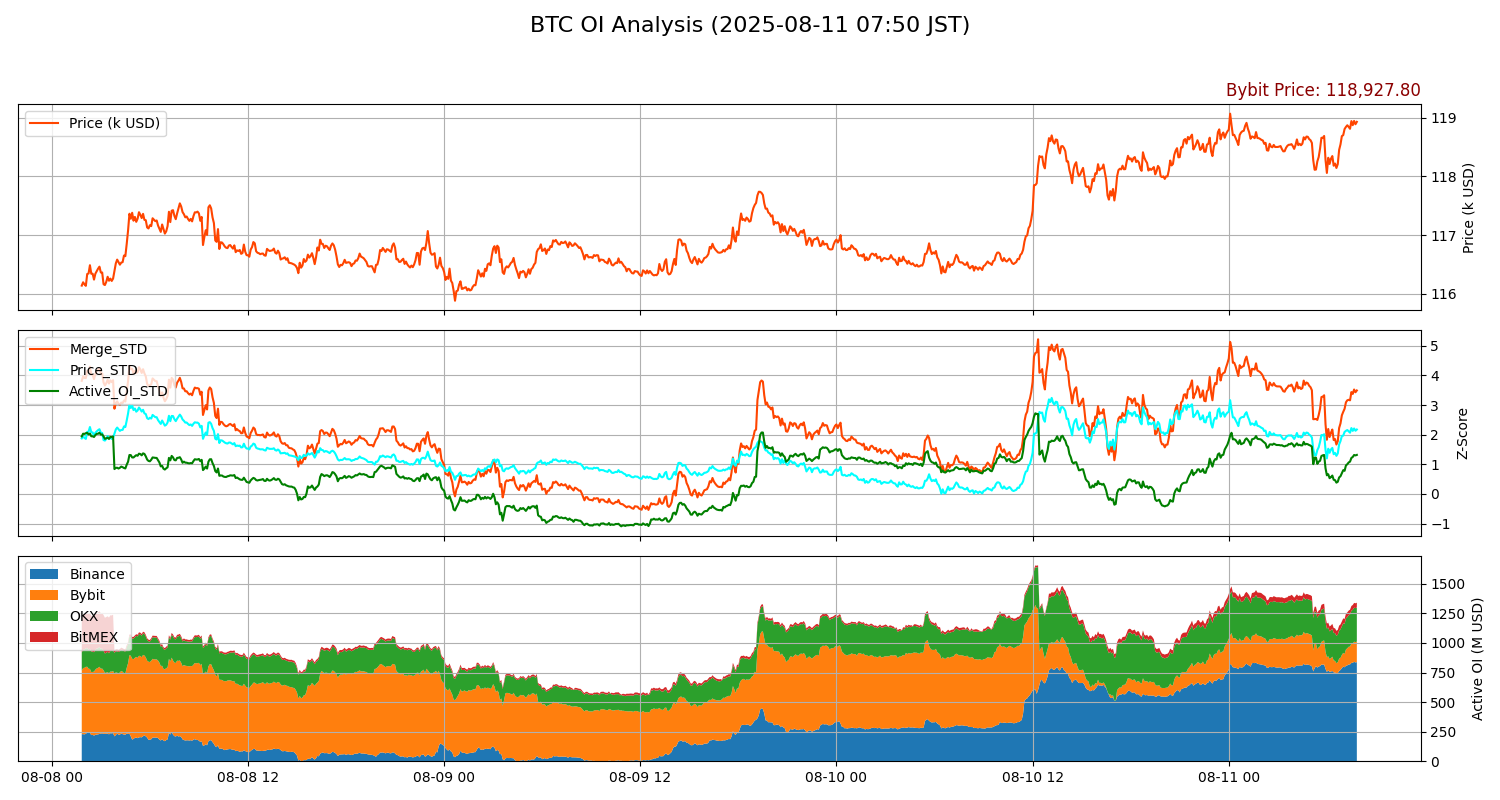 BTC OI Analysis (2025-08-11 07:50 JST)
Bybit Price: 118,927.80
Price (k USD)
119
118
117
116
Price (k USD)
Merge_STD
Price_STD
Active_OI_STD
5
4
3
2
1
0
−1
Z-Score
Binance
Bybit
OKX
BitMEX
1500
1250
1000
750
500
250
0
Active OI (M USD)
08-08 00
08-08 12
08-09 00
08-09 12
08-10 00
08-10 12
08-11 00